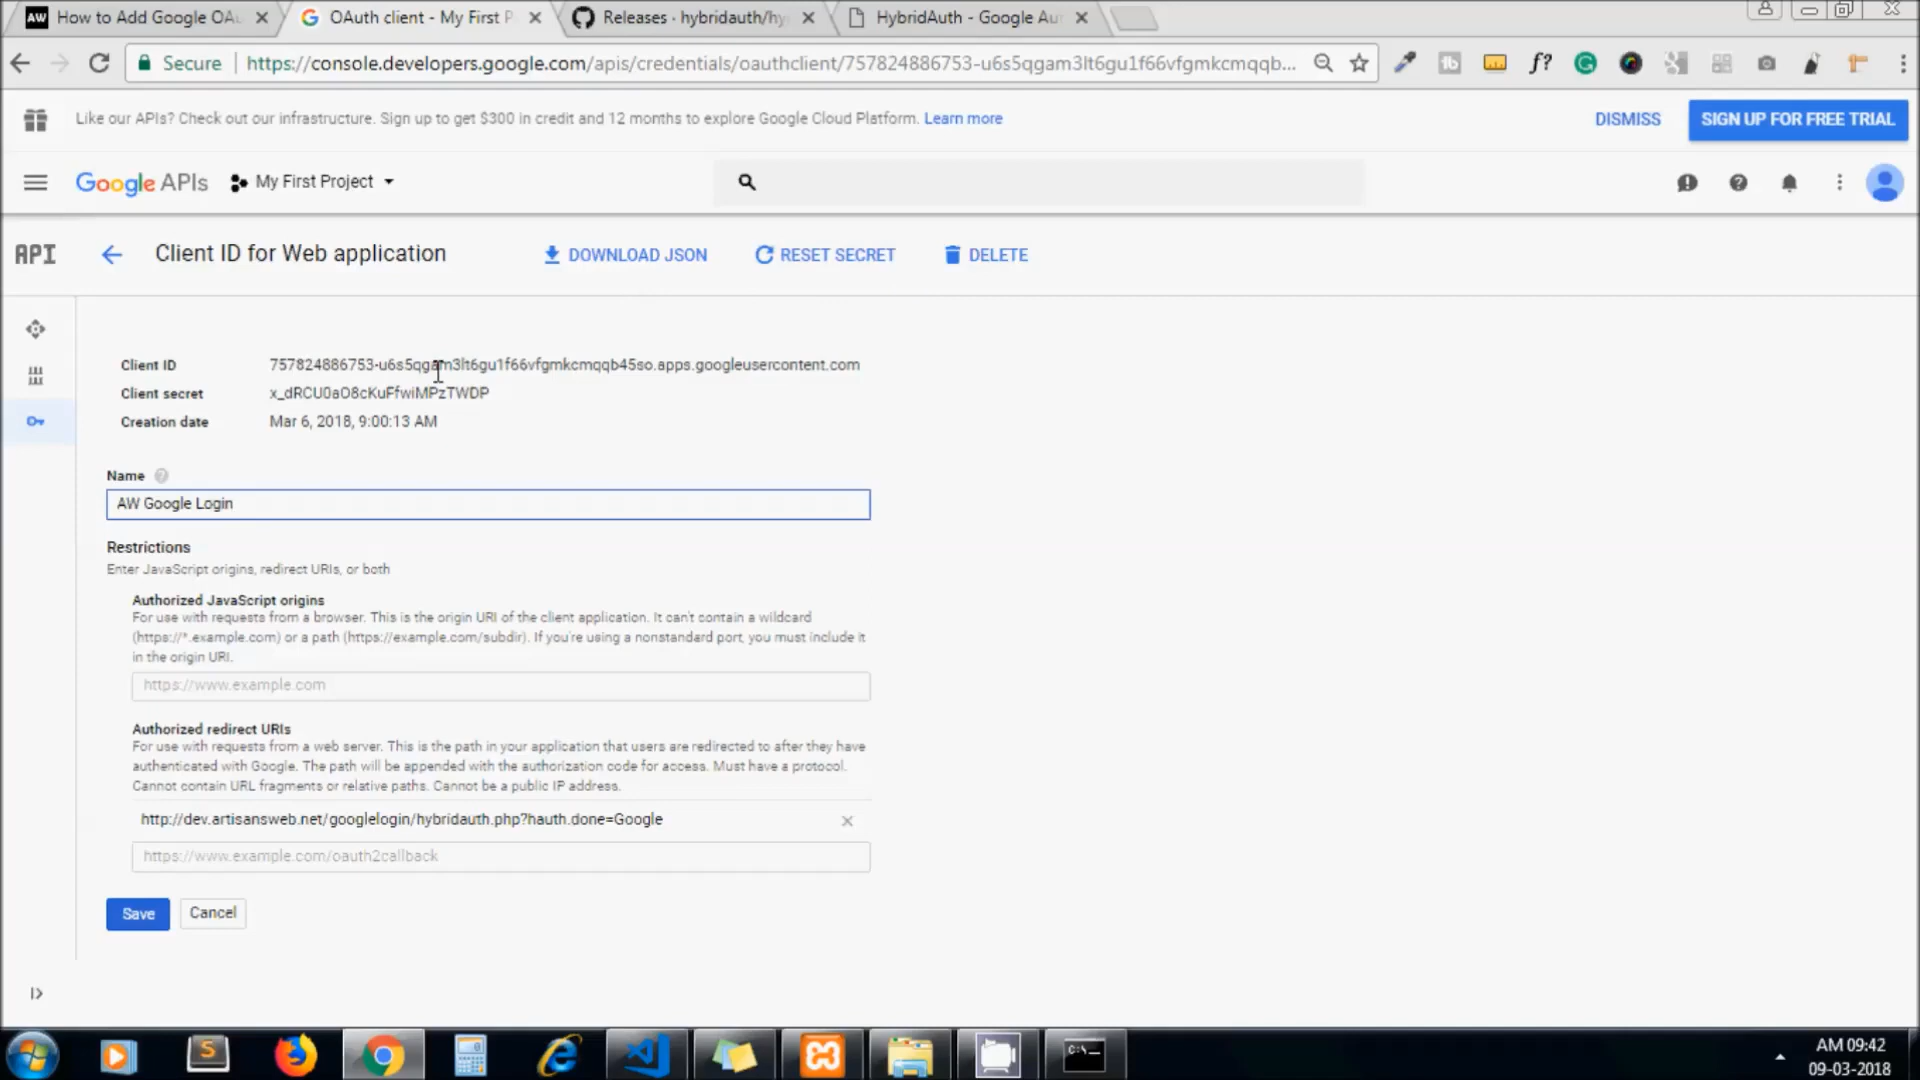 AW How to Add Google OAu
OAuth client - My First P
Releases · hybridauth/hy
HybridAuth - Google Aut
Secure
https://console.developers.google.com/apis/credentials/oauthclient/757824886753-u6s5qgam3lt6gu1f66vfgmkcmqqb...
Like our APIs? Check out our infrastructure. Sign up to get $300 in credit and 12 months to explore Google Cloud Platform. Learn more
DISMISS
SIGN UP FOR FREE TRIAL
Google APIs
My First Project
API
Client ID for Web application
DOWNLOAD JSON
RESET SECRET
DELETE
Client ID 757824886753-u6s5qgam3lt6gu1f66vfgmkcmqqb45so.apps.googleusercontent.com
Client secret x_dRCU0aO8cKuFfwiMPzTWDP
Creation date Mar 6, 2018, 9:00:13 AM
Name
AW Google Login
Restrictions
Enter JavaScript origins, redirect URIs, or both
Authorized JavaScript origins
For use with requests from a browser. This is the origin URI of the client application. It can't contain a wildcard
(https://*.example.com) or a path (https://example.com/subdir). If you're using a nonstandard port, you must include it
in the origin URI.
https://www.example.com
Authorized redirect URIs
For use with requests from a web server. This is the path in your application that users are redirected to after they have
authenticated with Google. The path will be appended with the authorization code for access. Must have a protocol.
Cannot contain URL fragments or relative paths. Cannot be a public IP address.
http://dev.artisansweb.net/googlelogin/hybridauth.php?hauth.done=Google
https://www.example.com/oauth2callback
Save
Cancel
AM 09:42
09-03-2018